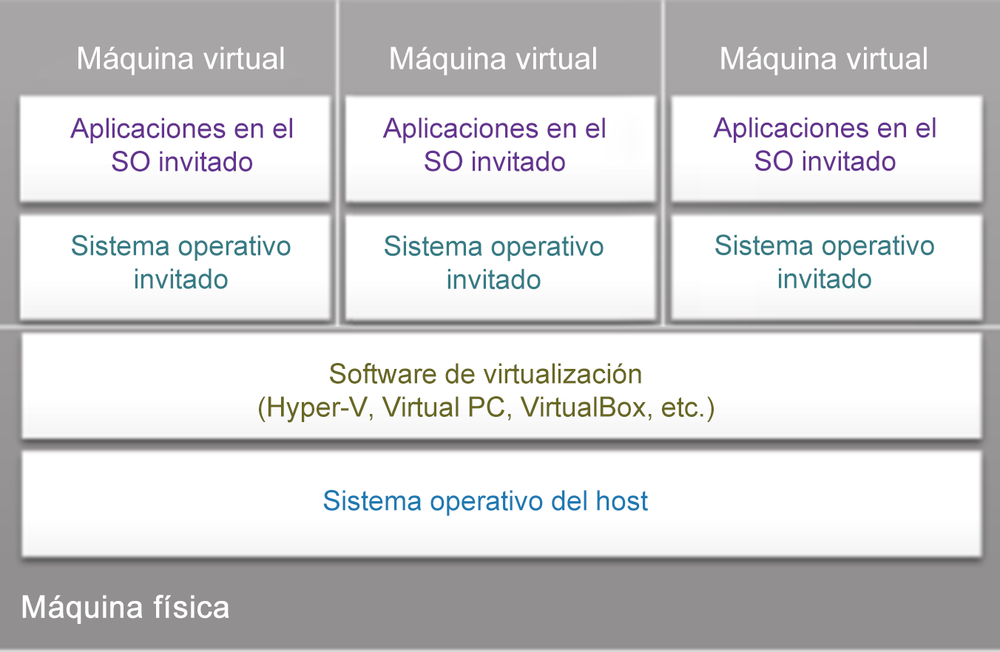 Máquina virtual
Máquina virtual
Máquina virtual
Aplicaciones en el
SO invitado
Aplicaciones en el
SO invitado
Aplicaciones en el
SO invitado
Sistema operativo
invitado
Sistema operativo
invitado
Sistema operativo
invitado
Software de virtualización
(Hyper-V, Virtual PC, VirtualBox, etc.)
Sistema operativo del host
Máquina física